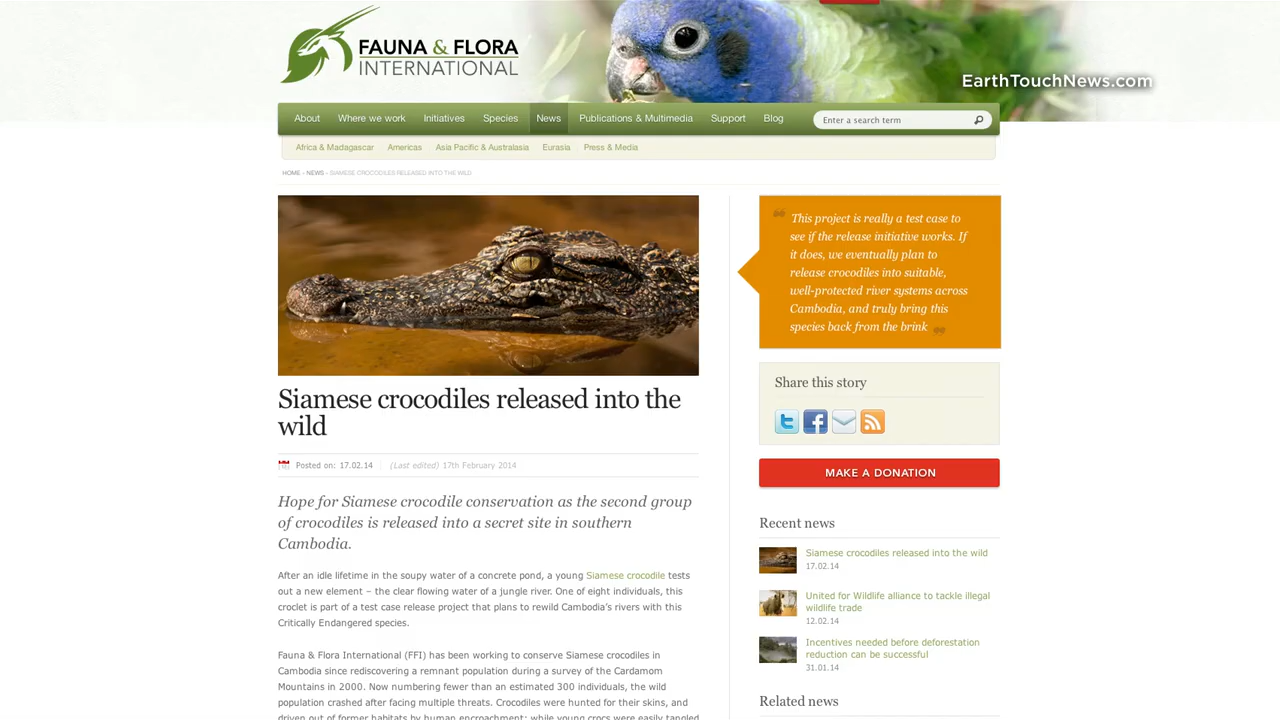 FAUNA & FLORA
INTERNATIONAL
EarthTouchNews.com
About Where we work Initiatives Species News Publications & Multimedia Support Blog Enter a search term
Africa & Madagascar Americas Asia Pacific & Australasia Eurasia Press & Media
HOME › NEWS › SIAMESE CROCODILES RELEASED INTO THE WILD
Siamese crocodiles released into the
wild
Posted on: 17.02.14 (Last edited) 17th February 2014
Hope for Siamese crocodile conservation as the second group
of crocodiles is released into a secret site in southern
Cambodia.
After an idle lifetime in the soupy water of a concrete pond, a young Siamese crocodile tests
out a new element – the clear flowing water of a jungle river. One of eight individuals, this
croclet is part of a test case release project that plans to rewild Cambodia's rivers with this
Critically Endangered species.
Fauna & Flora International (FFI) has been working to conserve Siamese crocodiles in
Cambodia since rediscovering a remnant population during a survey of the Cardamom
Mountains in 2000. Now numbering fewer than an estimated 300 individuals, the wild
population crashed after facing multiple threats. Crocodiles were hunted for their skins, and
driven out of former habitats by human encroachment; while young crocs were easily tangled
“ This project is really a test case to
see if the release initiative works. If
it does, we eventually plan to
release crocodiles into suitable,
well-protected river systems across
Cambodia, and truly bring this
species back from the brink ”
Share this story
MAKE A DONATION
Recent news
Siamese crocodiles released into the wild
17.02.14
United for Wildlife alliance to tackle illegal
wildlife trade
12.02.14
Incentives needed before deforestation
reduction can be successful
31.01.14
Related news